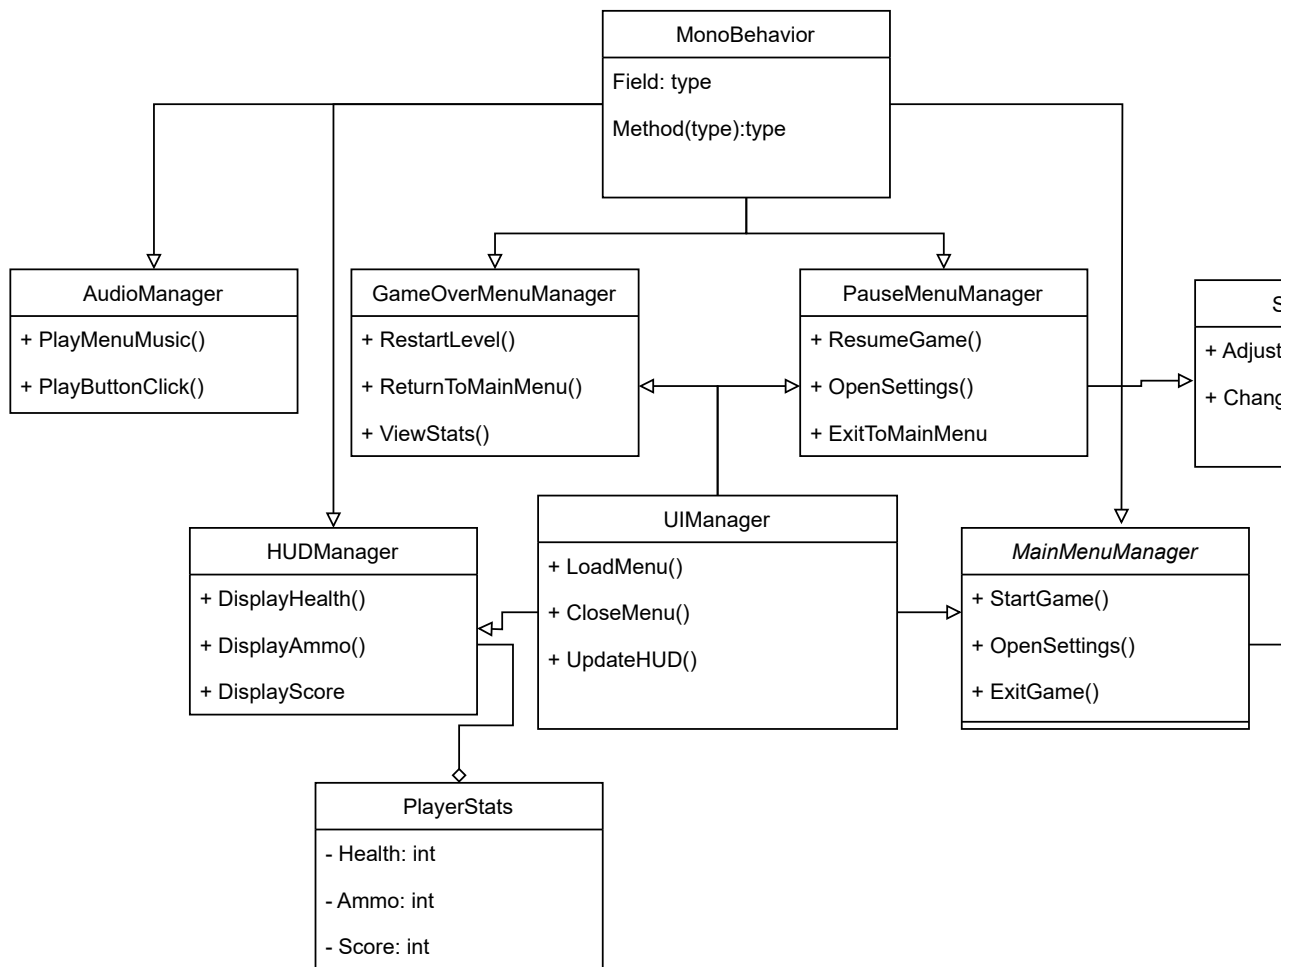 MonoBehavior
Field: type
Method(type):type
AudioManager
+ PlayMenuMusic()
+ PlayButtonClick()
GameOverMenuManager
+ RestartLevel()
+ ReturnToMainMenu()
+ ViewStats()
PauseMenuManager
+ ResumeGame()
+ OpenSettings()
+ ExitToMainMenu
+ Adjust
HUDManager
+ DisplayHealth()
+ DisplayAmmo()
+ DisplayScore
UIManager
+ LoadMenu()
+ CloseMenu()
+ UpdateHUD()
MainMenuManager
+ StartGame()
+ OpenSettings()
+ ExitGame()
PlayerStats
- Health: int
- Ammo: int
- Score: int